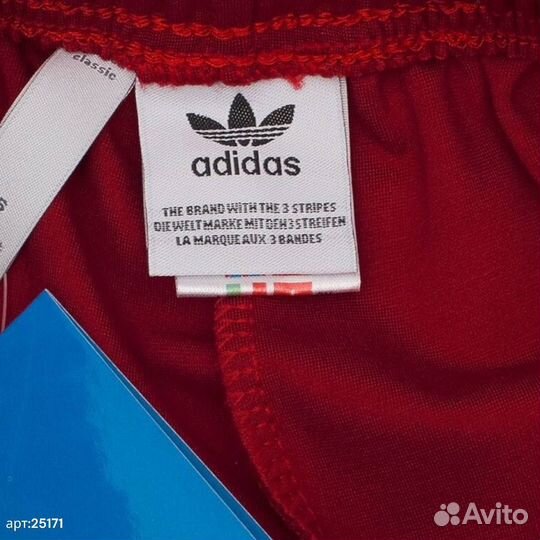 classic
adidas
THE BRAND WITH THE 3 STRIPES
DIE WELTMARKE MIT DEN 3 STREIFEN
LA MARQUE AUX 3 BANDES
арт:25171
Avito